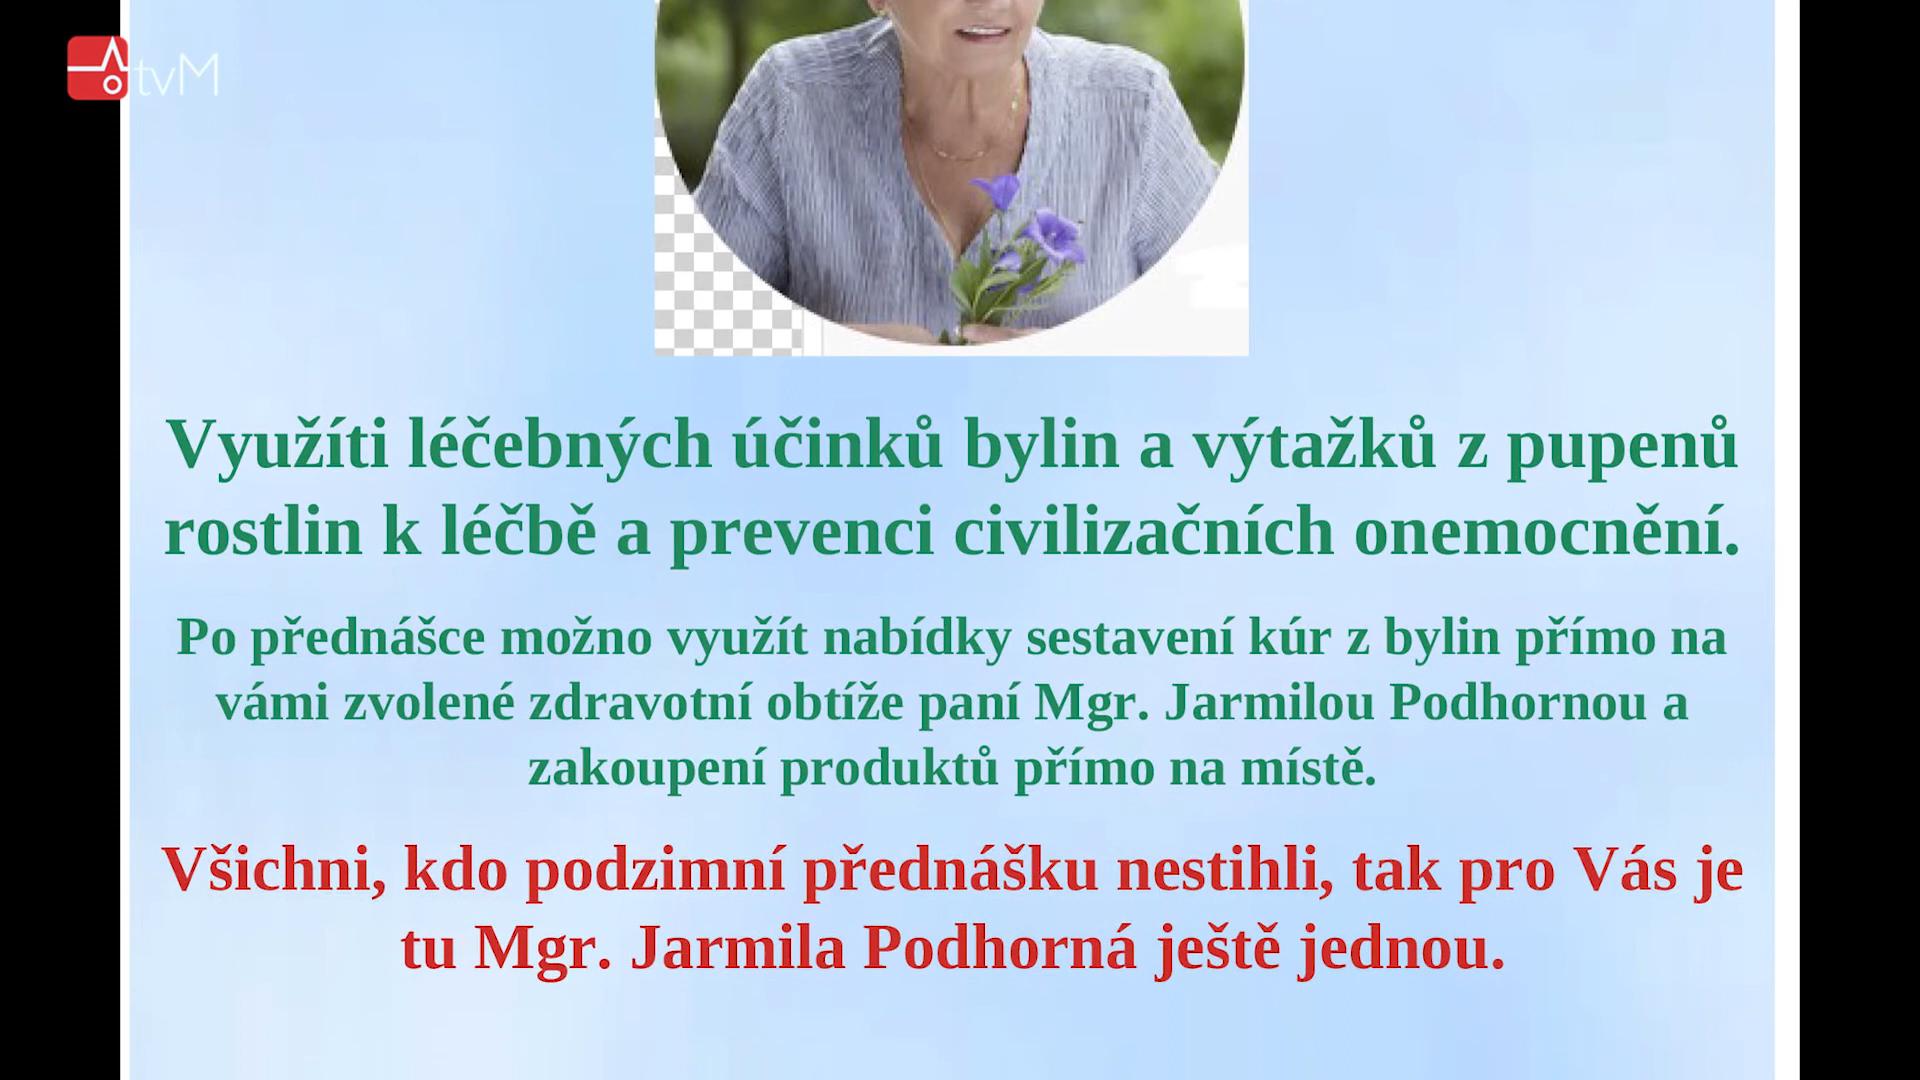 tvM
Využíti léčebných účinků bylin a výtažků z pupenů
rostlin k léčbě a prevenci civilizačních onemocnění.
Po přednášce možno využít nabídky sestavení kúr z bylin přímo na
vámi zvolené zdravotní obtíže paní Mgr. Jarmilou Podhornou a
zakoupení produktů přímo na místě.
Všichni, kdo podzimní přednášku nestihli, tak pro Vás je
tu Mgr. Jarmila Podhorná ještě jednou.